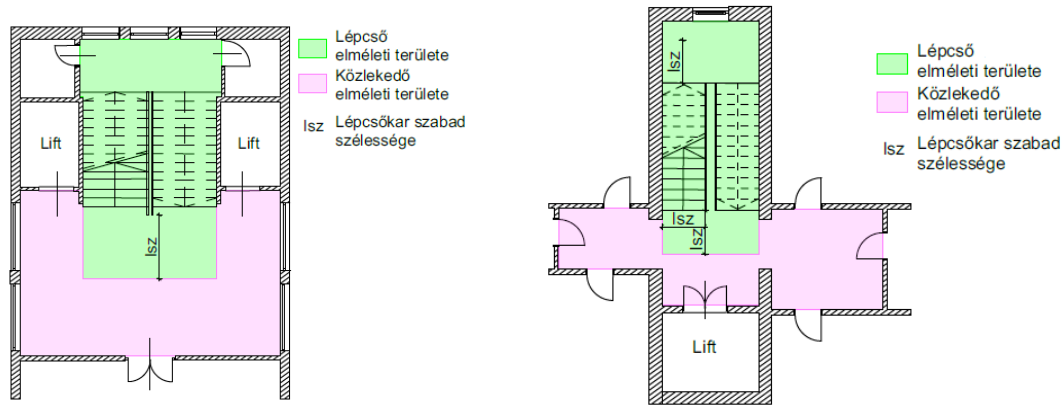 Lépcső
elméleti területe
Közlekedő
elméleti területe
lsz Lépcsőkar szabad
szélessége
Lift
Lift
lsz
Lépcső
elméleti területe
Közlekedő
elméleti területe
lsz Lépcsőkar szabad
szélessége
lsz
lsz
lsz
Lift